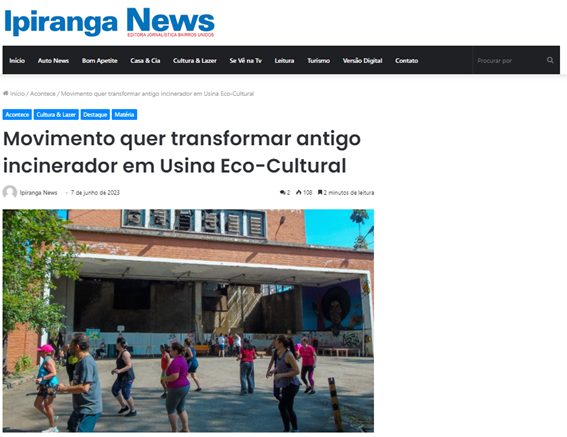 Ipiranga News
EDITORA JORNALÍSTICA BAIRROS UNIDOS
Início Auto News Bom Apetite Casa & Cia Cultura & Lazer Se Vê na Tv Leitura Turismo Versão Digital Contato Procurar por
Início / Acontece / Movimento quer transformar antigo incinerador em Usina Eco-Cultural
Acontece Cultura & Lazer Destaque Matéria
Movimento quer transformar antigo
incinerador em Usina Eco-Cultural
Ipiranga News - 7 de junho de 2023 2 108 2 minutos de leitura